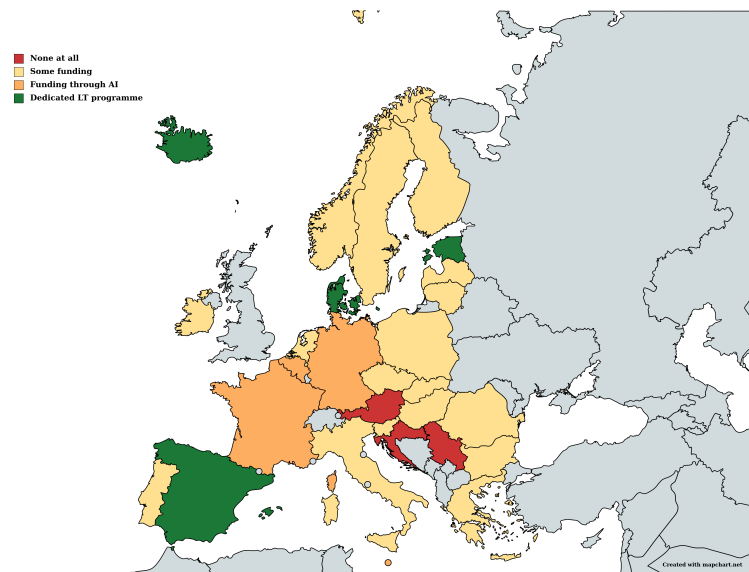 None at all
Some funding
Funding through AI
Dedicated LT programme
Created with mapchart.net